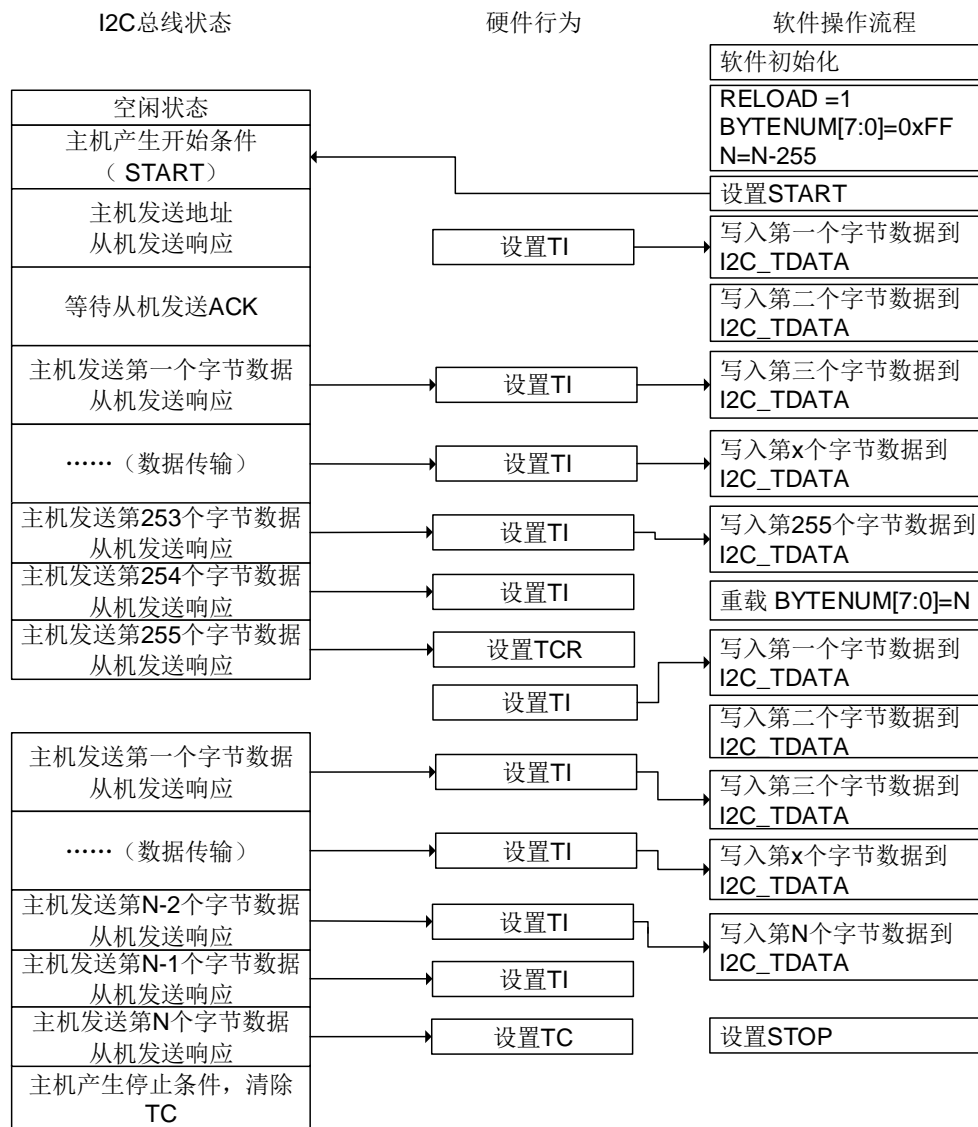 I2C总线状态
硬件行为
软件操作流程
软件初始化
空闲状态
RELOAD =1
BYTENUM[7:0]=0xFF
N=N-255
主机产生开始条件
（ START）
设置START
主机发送地址
从机发送响应
设置TI
写入第一个字节数据到
I2C_TDATA
等待从机发送ACK
写入第二个字节数据到
I2C_TDATA
主机发送第一个字节数据
从机发送响应
设置TI
写入第三个字节数据到
I2C_TDATA
……（数据传输）
设置TI
写入第x个字节数据到
I2C_TDATA
主机发送第253个字节数据
从机发送响应
设置TI
写入第255个字节数据到
I2C_TDATA
主机发送第254个字节数据
从机发送响应
设置TI
重载 BYTENUM[7:0]=N
主机发送第255个字节数据
从机发送响应
设置TCR
设置TI
写入第一个字节数据到
I2C_TDATA
写入第二个字节数据到
I2C_TDATA
主机发送第一个字节数据
从机发送响应
设置TI
写入第三个字节数据到
I2C_TDATA
……（数据传输）
设置TI
写入第x个字节数据到
I2C_TDATA
主机发送第N-2个字节数据
从机发送响应
设置TI
写入第N个字节数据到
I2C_TDATA
主机发送第N-1个字节数据
从机发送响应
设置TI
主机发送第N个字节数据
从机发送响应
设置TC
设置STOP
主机产生停止条件，清除
TC